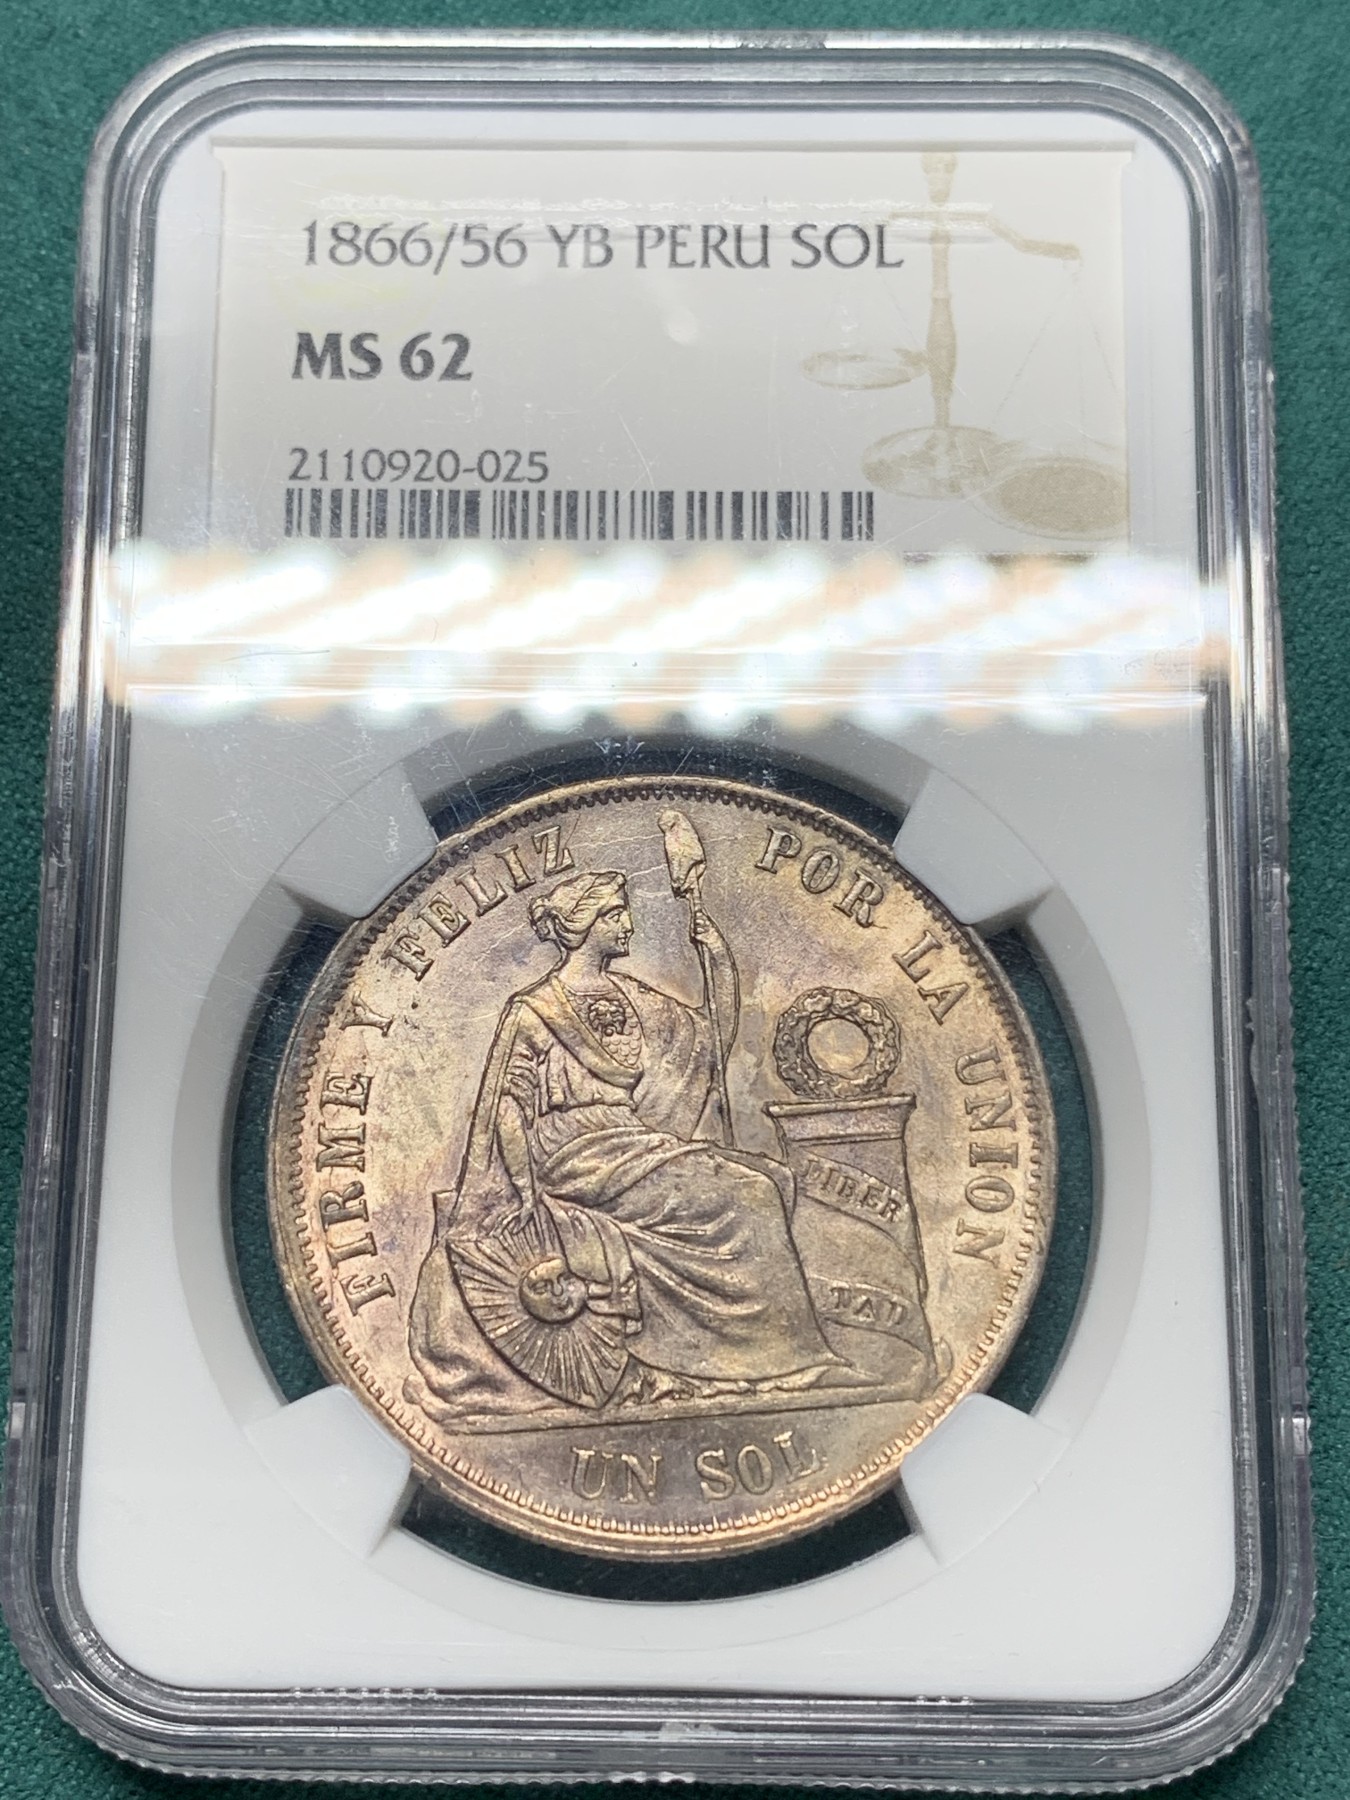 1866/56 YB PERU SOL
MS 62
2110920-025
FIRME Y FELIZ POR LA UNION
LIBER
TAD
UN SOL